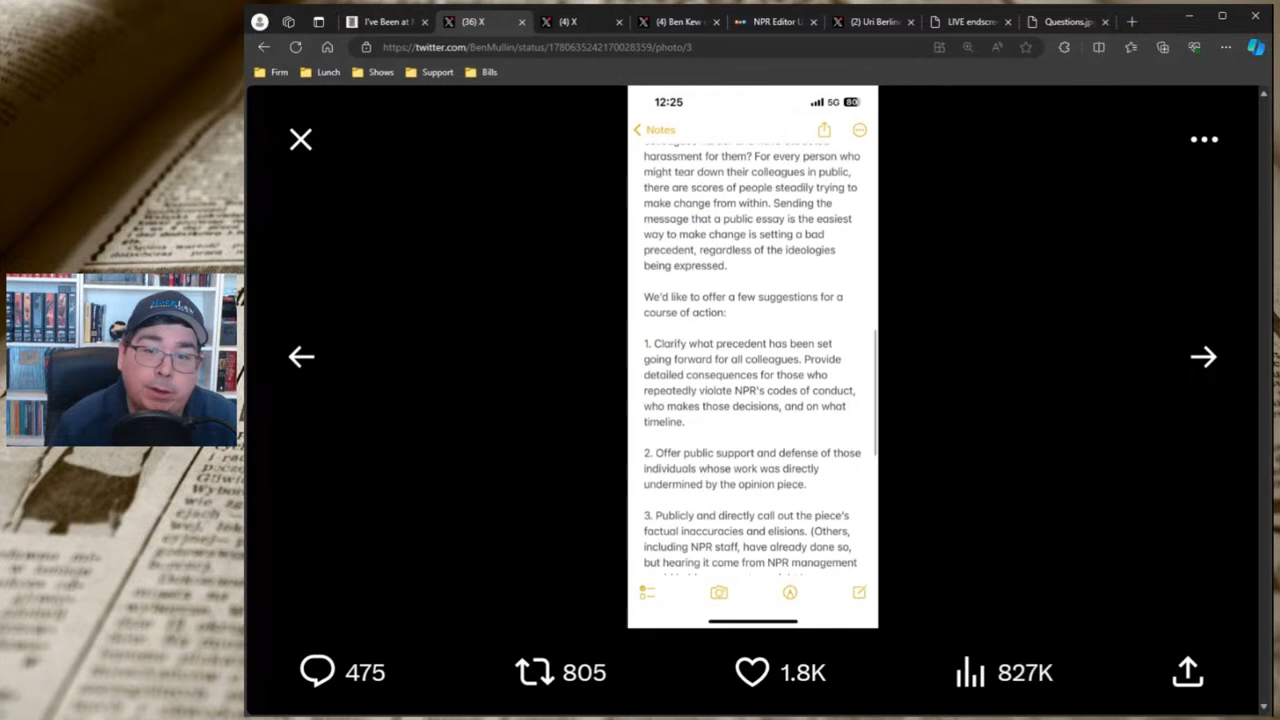 I've Been at
(36) X
(4) X
(4) Ben Kew
NPR Editor U
(2) Uri Berlin
LIVE endscre
Questions.jp
https://twitter.com/BenMullin/status/1780635242170028359/photo/3
Firm
Lunch
Shows
Support
Bills
12:25
5G
80
Notes
harassment for them? For every person who
might tear down their colleagues in public,
there are scores of people steadily trying to
make change from within. Sending the
message that a public essay is the easiest
way to make change is setting a bad
precedent, regardless of the ideologies
being expressed.
We'd like to offer a few suggestions for a
course of action:
1. Clarify what precedent has been set
going forward for all colleagues. Provide
detailed consequences for those who
repeatedly violate NPR's codes of conduct,
who makes those decisions, and on what
timeline.
2. Offer public support and defense of those
individuals whose work was directly
undermined by the opinion piece.
3. Publicly and directly call out the piece's
factual inaccuracies and elisions. (Others,
including NPR staff, have already done so,
but hearing it come from NPR management
475
805
1.8K
827K